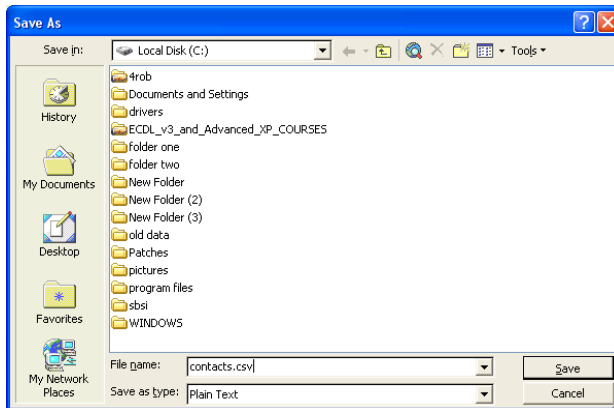 Save As
Save in:
Local Disk (C:)
Tools
History
My Documents
Desktop
Favorites
My Network
Places
4rob
Documents and Settings
drivers
ECDL_v3_and_Advanced_XP_COURSES
folder one
folder two
New Folder
New Folder (2)
New Folder (3)
old data
Patches
pictures
program files
sbsi
WINDOWS
File name:
contacts.csv
Save
Save as type:
Plain Text
Cancel